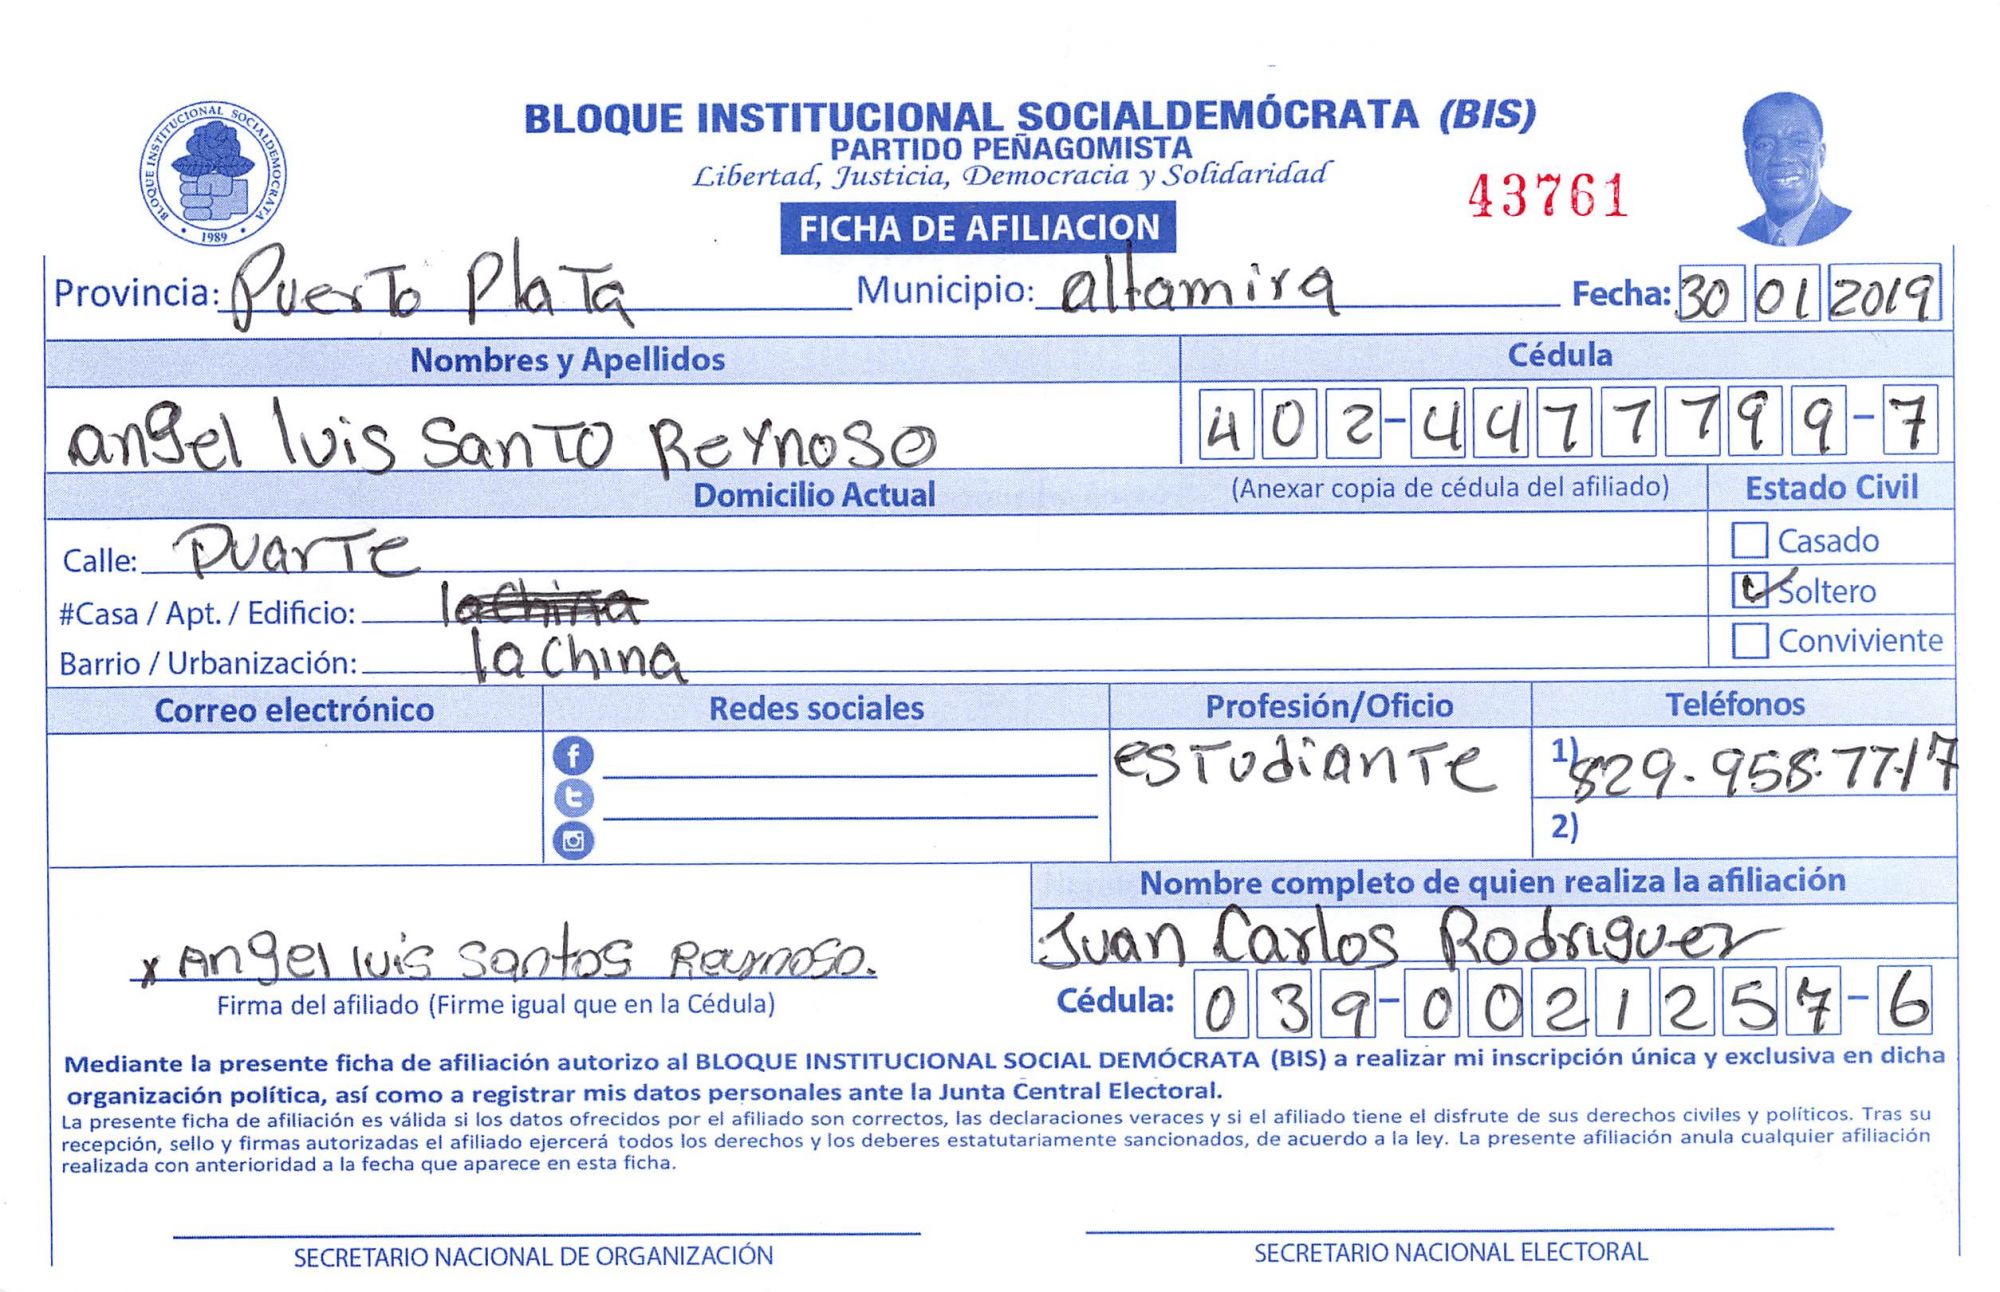 BLOQUE INSTITUCIONAL SOCIALDEMÓCRATA (BIS)
PARTIDO PEÑAGOMISTA
Libertad, Justicia, Democracia y Solidaridad
BLOQUE INSTITUCIONAL SOCIALDEMOCRATA
1989
43761
FICHA DE AFILIACION
Provincia: Puerto Plata Municipio: altamira Fecha: 30 01 2019
Nombres y Apellidos Cédula
angel luis Santo Reynoso 402-4477799-7
Domicilio Actual (Anexar copia de cédula del afiliado) Estado Civil
Calle: Duarte Casado
#Casa / Apt. / Edificio: la China Soltero
Barrio / Urbanización: la China Conviviente
Correo electrónico Redes sociales Profesión/Oficio Teléfonos
estudiante 1) 829-958-7717
2)
Nombre completo de quien realiza la afiliación
Juan Carlos Rodriguez
x Angel luis Santos Reynoso.
Firma del afiliado (Firme igual que en la Cédula) Cédula: 039-0021257-6
Mediante la presente ficha de afiliación autorizo al BLOQUE INSTITUCIONAL SOCIAL DEMÓCRATA (BIS) a realizar mi inscripción única y exclusiva en dicha
organización política, así como a registrar mis datos personales ante la Junta Central Electoral.
La presente ficha de afiliación es válida si los datos ofrecidos por el afiliado son correctos, las declaraciones veraces y si el afiliado tiene el disfrute de sus derechos civiles y políticos. Tras su
recepción, sello y firmas autorizadas el afiliado ejercerá todos los derechos y los deberes estatutariamente sancionados, de acuerdo a la ley. La presente afiliación anula cualquier afiliación
realizada con anterioridad a la fecha que aparece en esta ficha.
SECRETARIO NACIONAL DE ORGANIZACIÓN SECRETARIO NACIONAL ELECTORAL